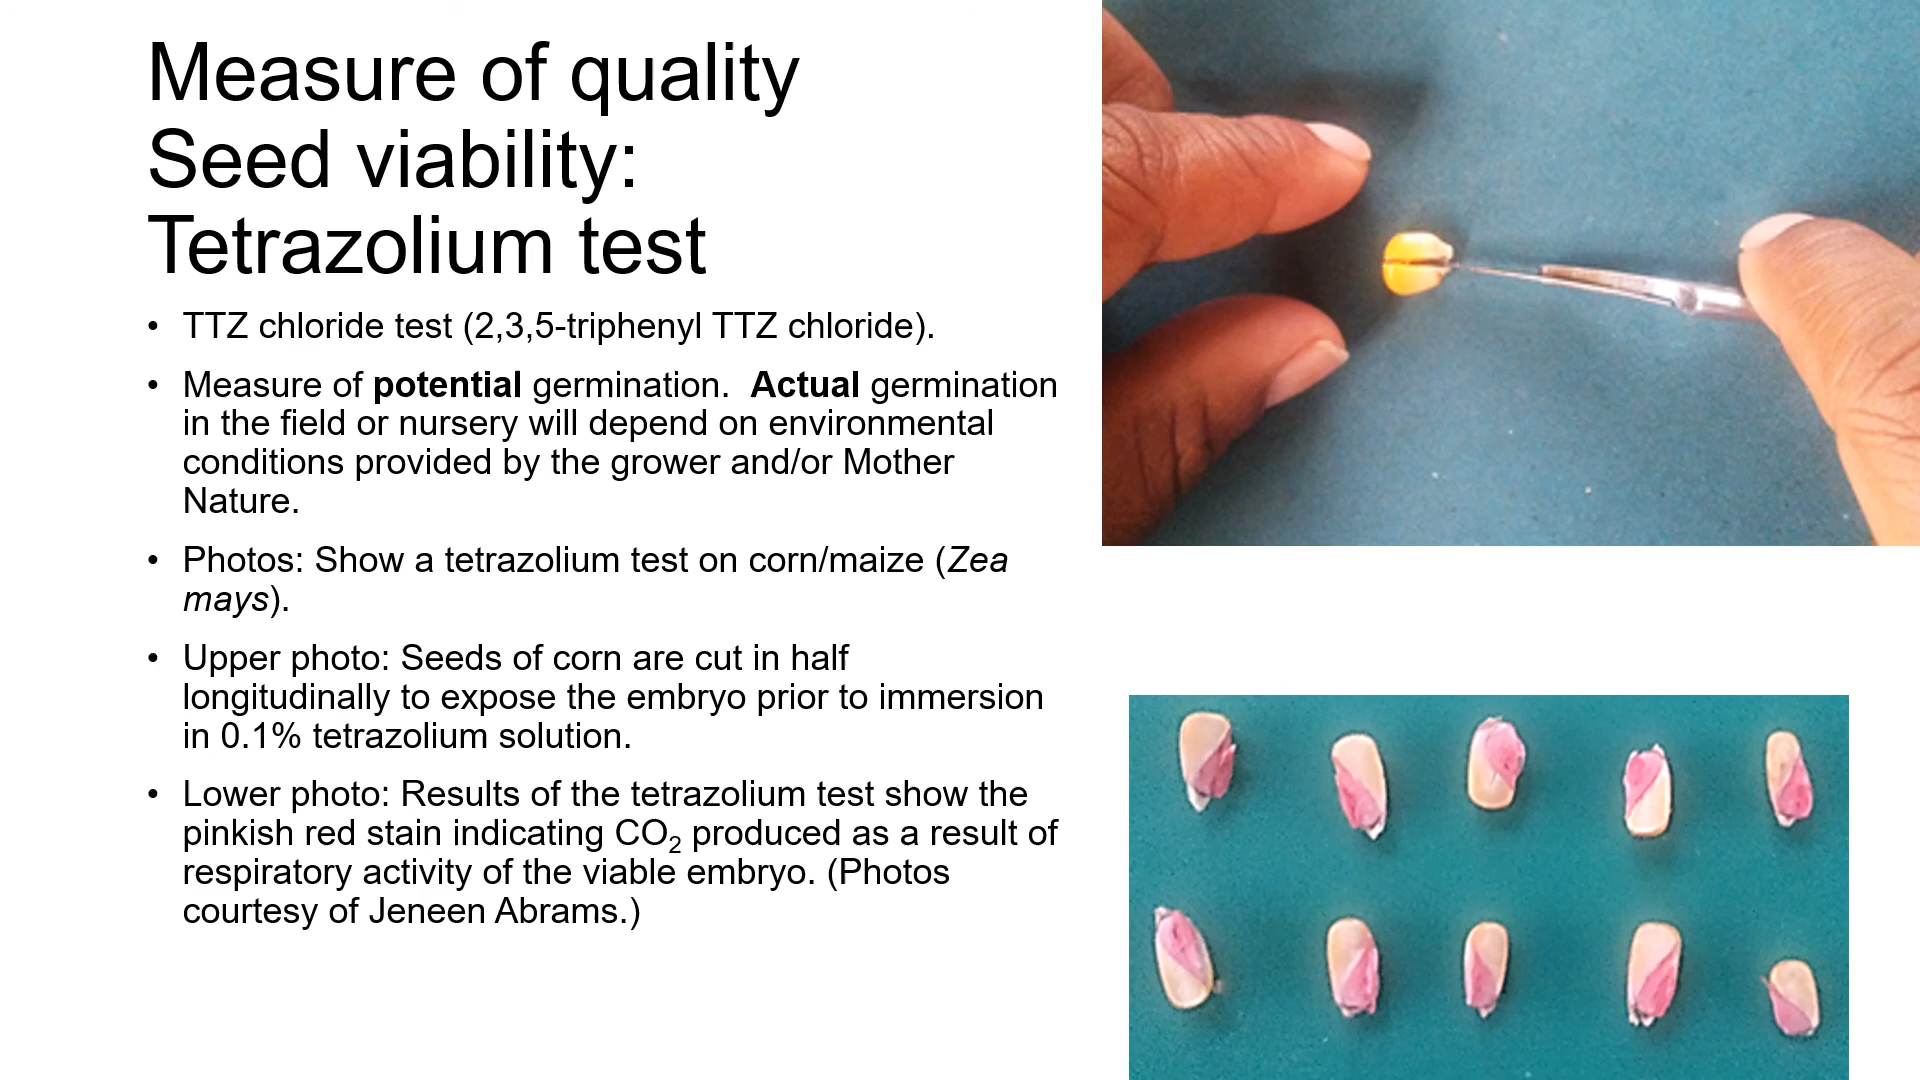 Measure of quality
Seed viability:
Tetrazolium test
• TTZ chloride test (2,3,5-triphenyl TTZ chloride).
• Measure of potential germination.  Actual germination
in the field or nursery will depend on environmental
conditions provided by the grower and/or Mother
Nature.
• Photos: Show a tetrazolium test on corn/maize (Zea
mays).
• Upper photo: Seeds of corn are cut in half
longitudinally to expose the embryo prior to immersion
in 0.1% tetrazolium solution.
• Lower photo: Results of the tetrazolium test show the
pinkish red stain indicating CO₂ produced as a result of
respiratory activity of the viable embryo. (Photos
courtesy of Jeneen Abrams.)